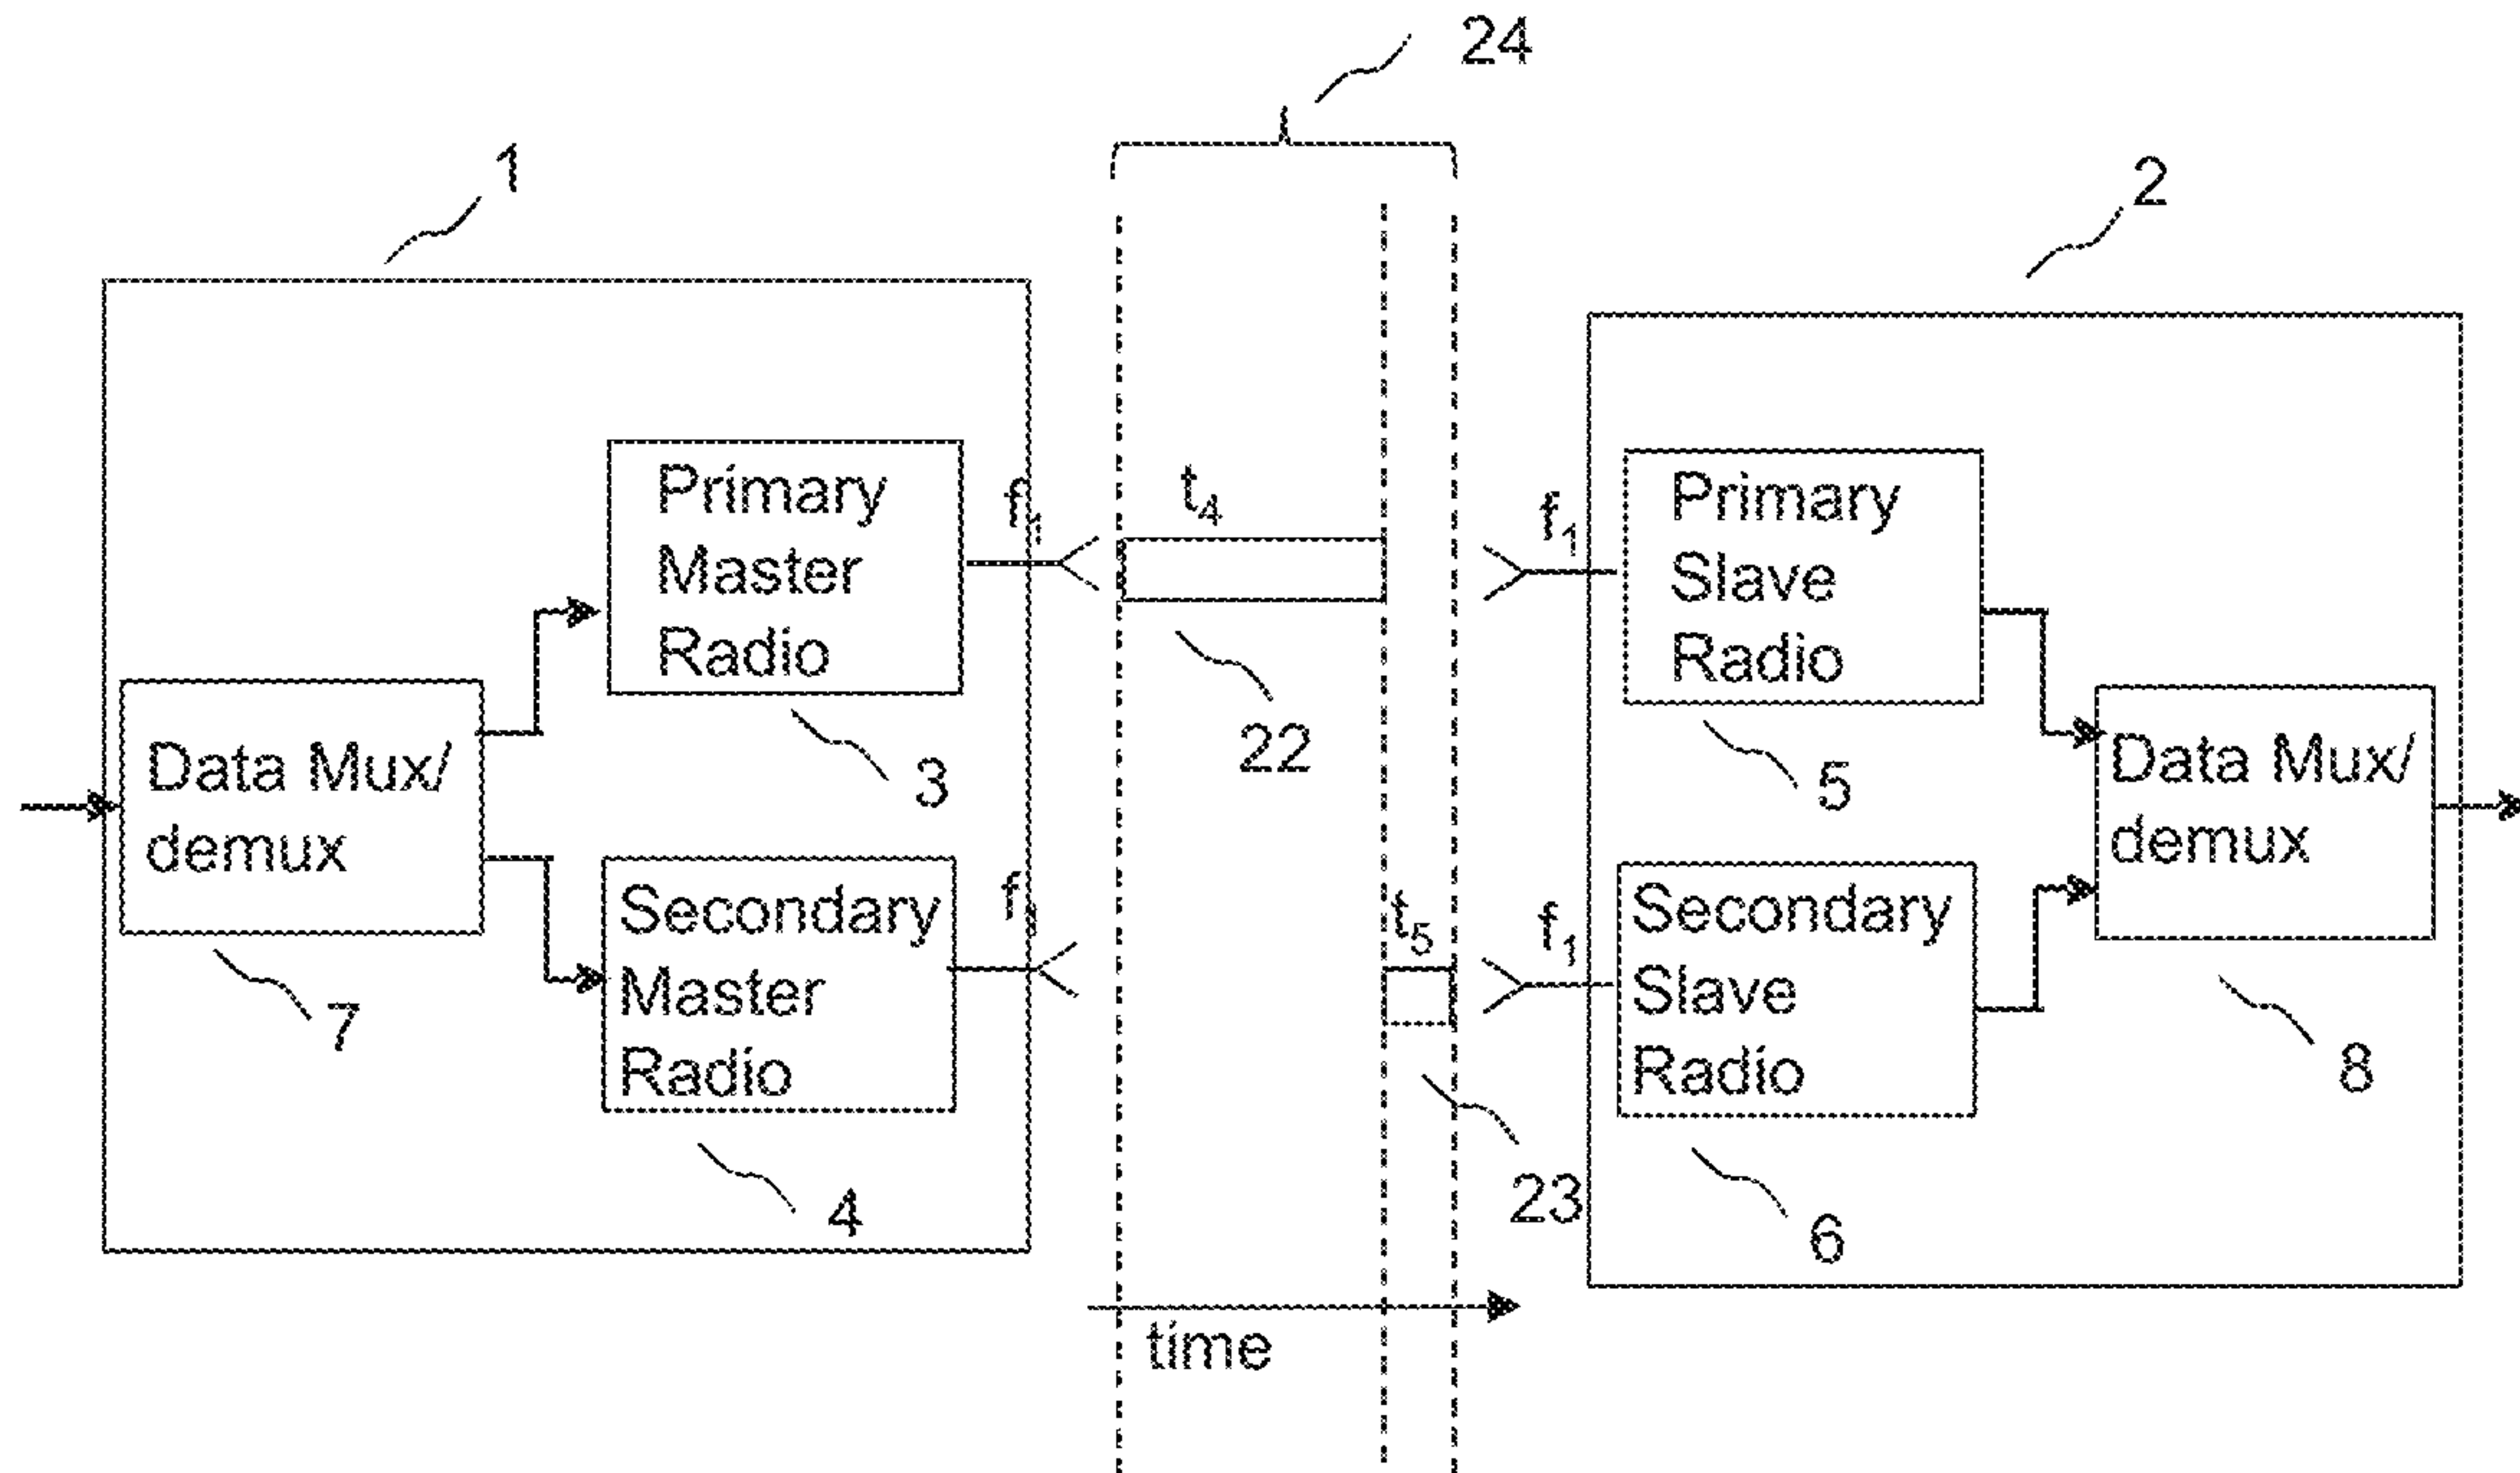 24
1
2
Primary
Master
Radio
f₁
t₄
f₁
Primary
Slave
Radio
22
3
5
Data Mux/
demux
Data Mux/
demux
Secondary
Master
Radio
f₁
t₅
f₁
Secondary
Slave
Radio
7
8
4
23
6
time